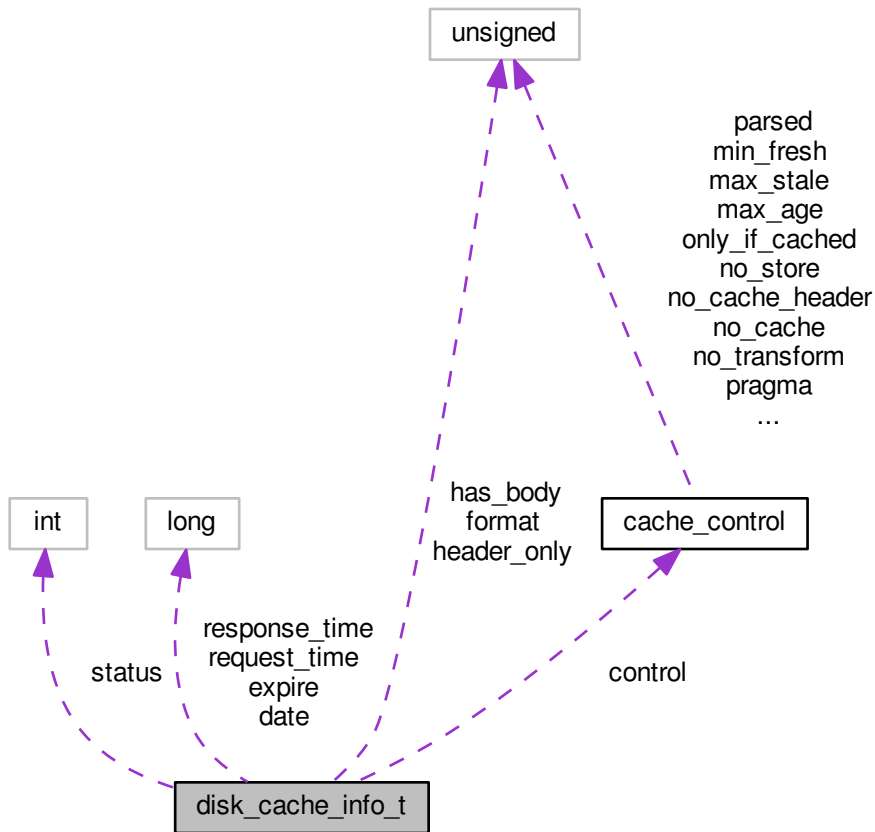 unsigned
parsed
min_fresh
max_stale
max_age
only_if_cached
no_store
no_cache_header
no_cache
no_transform
pragma
...
int
long
has_body
format
header_only
cache_control
status
response_time
request_time
expire
date
control
disk_cache_info_t